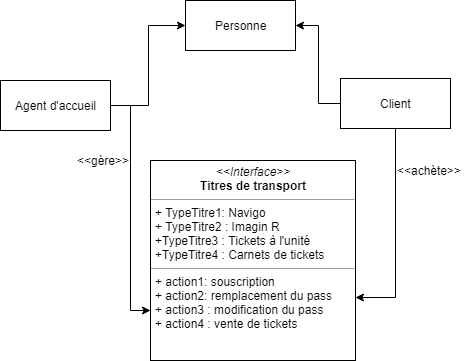 Personne
Agent d'accueil
Client
<<gère>>
<<achète>>
<<Interface>>
Titres de transport
+ TypeTitre1: Navigo
+ TypeTitre2 : Imagin R
+TypeTitre3 : Tickets à l'unité
+TypeTitre4 : Carnets de tickets
+ action1: souscription
+ action2: remplacement du pass
+ action3 : modification du pass
+ action4 : vente de tickets